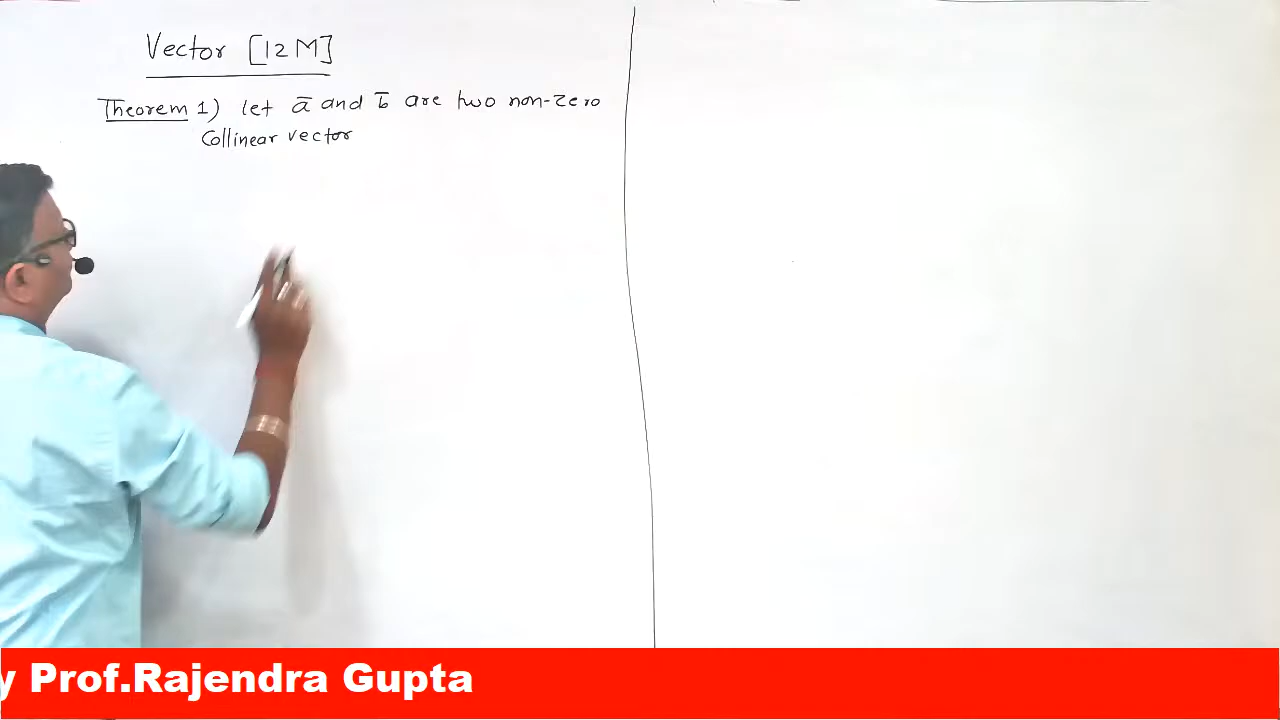 Vector [12 M]
Theorem 1) let a̅ and b̅ are two non-zero
Collinear vector
y Prof.Rajendra Gupta